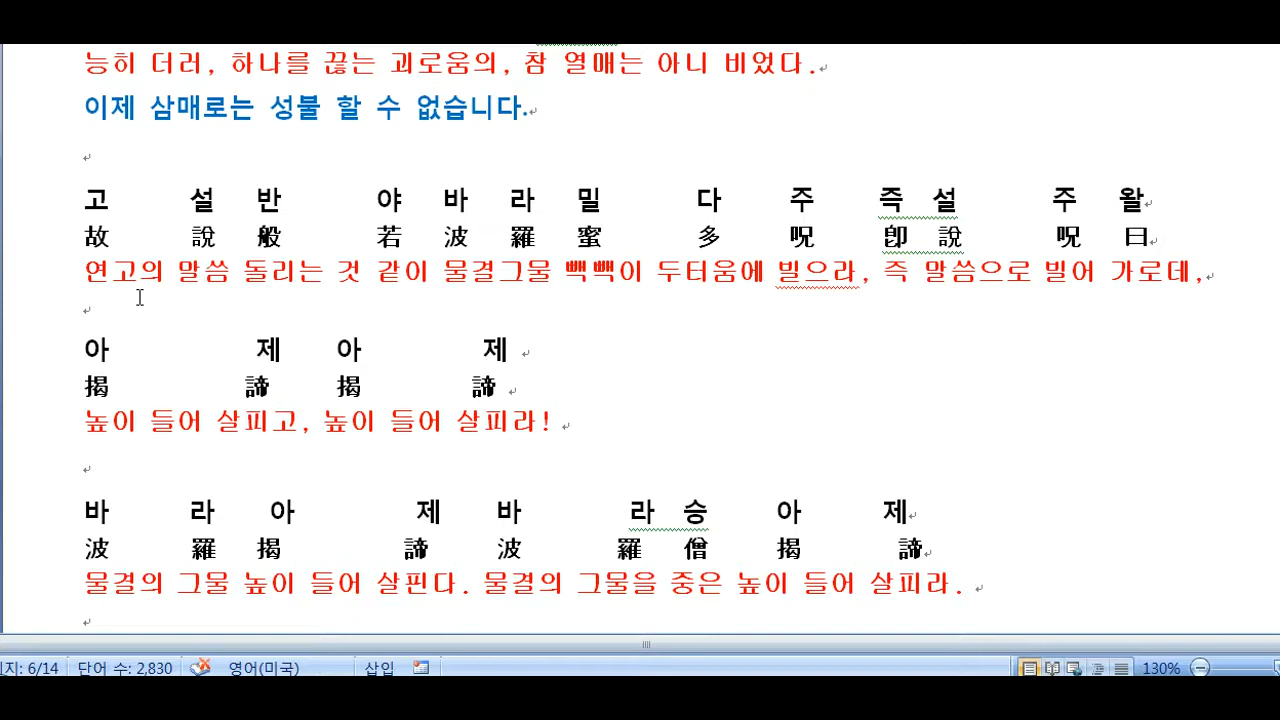 능히 더러, 하나를 끊는 괴로움의, 참 열매는 아니 비었다.
이제 삼매로는 성불 할 수 없습니다.
고 설 반 야 바 라 밀 다 주 즉 설 주 왈
故 說 般 若 波 羅 蜜 多 呪 卽 說 呪 曰
연고의 말씀 돌리는 것 같이 물결그물 빽빽이 두터움에 빌으라, 즉 말씀으로 빌어 가로데,
아 제 아 제
揭 諦 揭 諦
높이 들어 살피고, 높이 들어 살피라!
바 라 아 제 바 라 승 아 제
波 羅 揭 諦 波 羅 僧 揭 諦
물결의 그물 높이 들어 살핀다. 물결의 그물을 중은 높이 들어 살피라.
지: 6/14 단어 수: 2,830 영어(미국) 삽입 130%